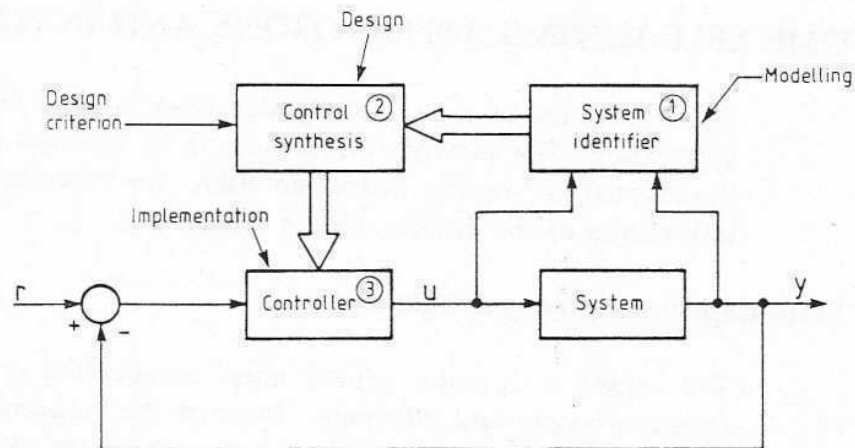 Design
Design
criterion
Control
synthesis
2
System
identifier
1
Modelling
Implementation
r
+
-
Controller
3
u
System
y